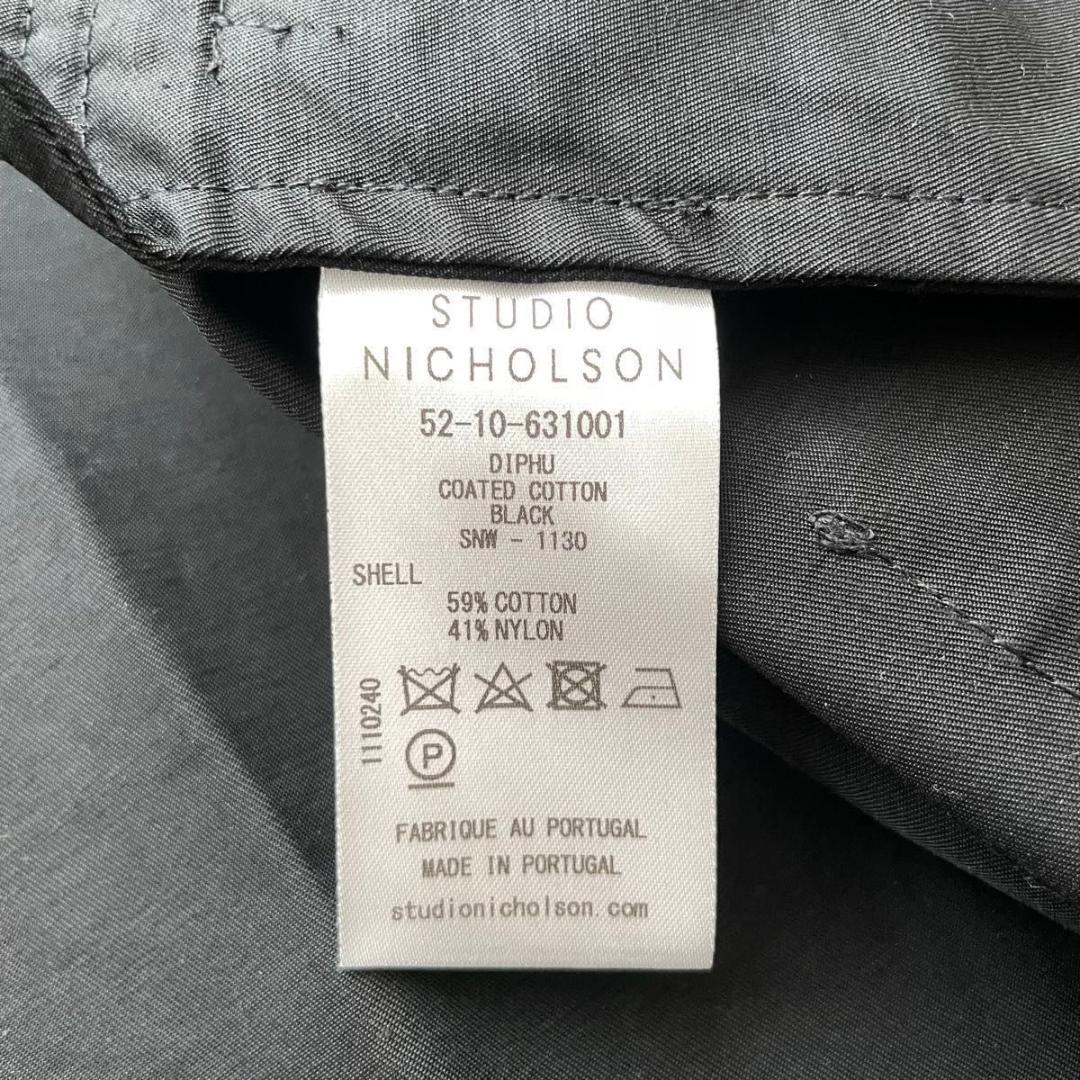 STUDIO
NICHOLSON
52-10-631001
DIPHU
COATED COTTON
BLACK
SNW - 1130
SHELL
59% COTTON
41% NYLON
1110240
P
FABRIQUE AU PORTUGAL
MADE IN PORTUGAL
studionicholson.com